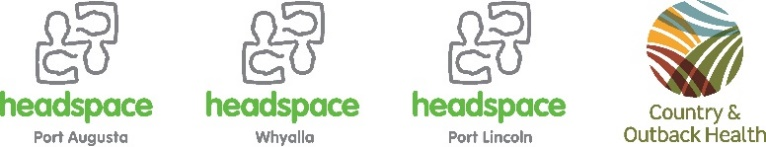 headspace
Port Augusta
headspace
Whyalla
headspace
Port Lincoln
Country &
Outback Health